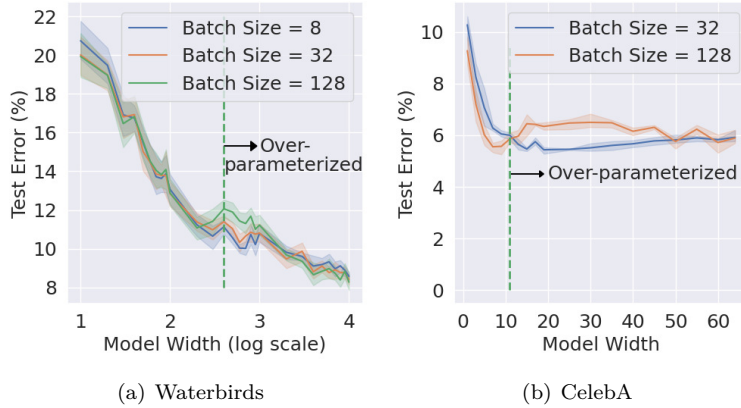 22
20
18
16
14
12
10
8
Test Error (%)
Batch Size = 8
Batch Size = 32
Batch Size = 128
Over-
parameterized
1
2
3
4
Model Width (log scale)
(a) Waterbirds
10
8
6
4
2
0
Test Error (%)
Batch Size = 32
Batch Size = 128
Over-parameterized
0
10
20
30
40
50
60
Model Width
(b) CelebA